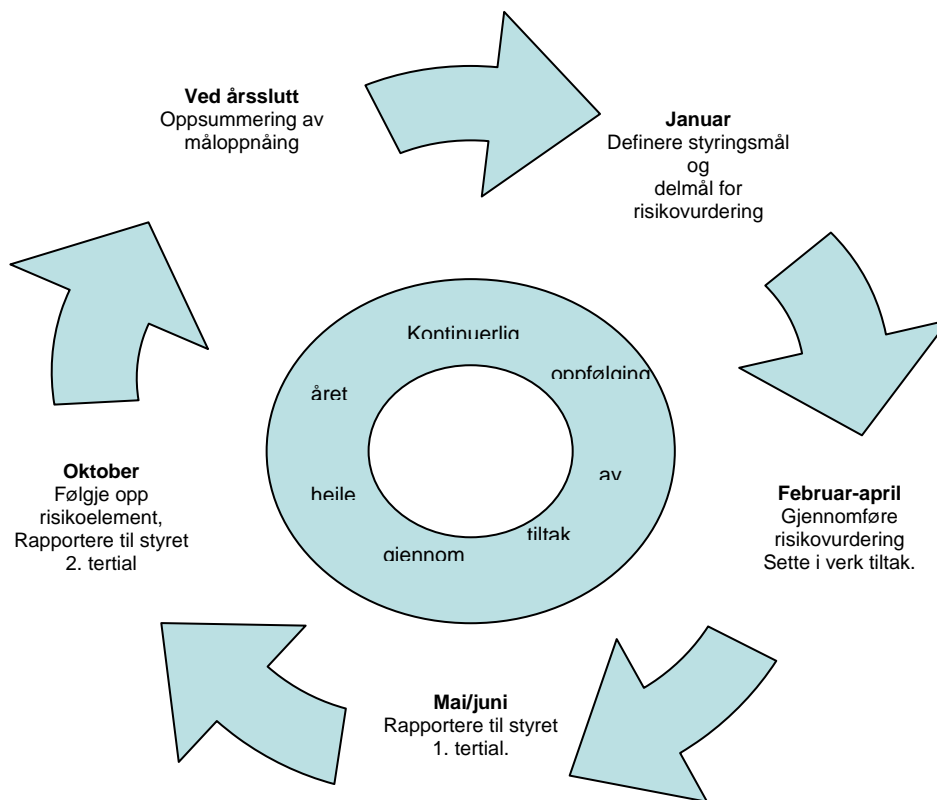 Ved årsslutt
Oppsummering av
måloppnåing
Januar
Definere styringsmål
og
delmål for
risikovurdering
Februar-april
Gjennomføre
risikovurdering
Sette i verk tiltak.
Mai/juni
Rapportere til styret
1. tertial.
Oktober
Følgje opp
risikoelement,
Rapportere til styret
2. tertial
Kontinuerlig
oppfølging
av
tiltak
gjennom
heile
året